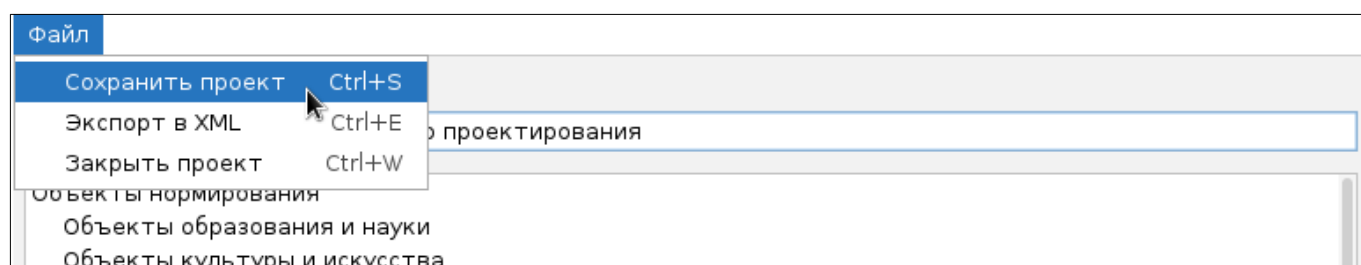 Файл
Сохранить проект Ctrl+S
Экспорт в XML Ctrl+E
Закрыть проект Ctrl+W
проектирования
Объекты нормирования
Объекты образования и науки
Объекты культуры и искусства